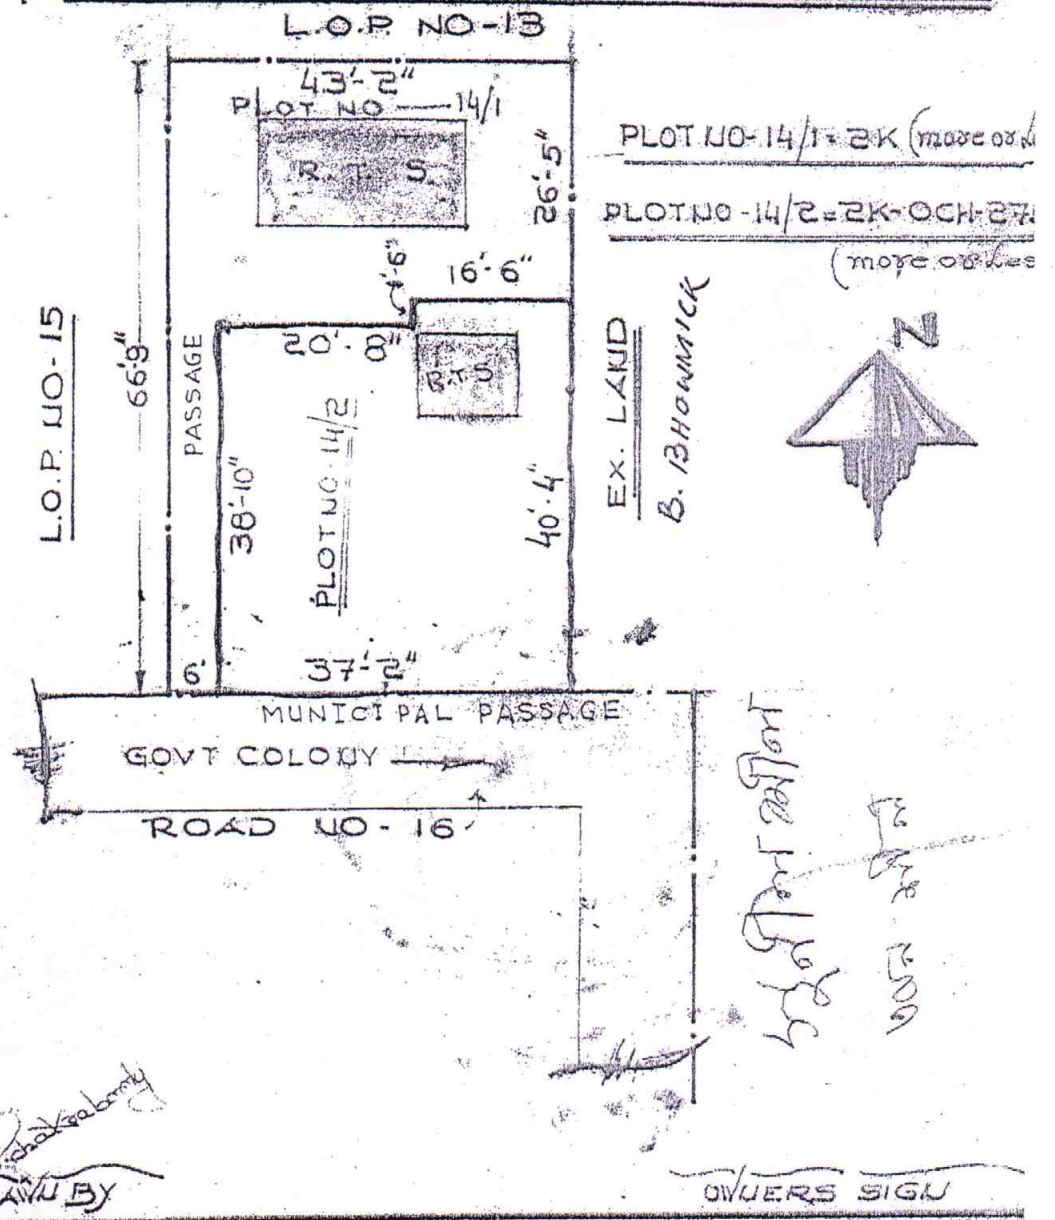 L.O.P. NO-13
43'-2"
PLOT NO — 14/1
R. T. S.
26'-5"
PLOT NO-14/1=2K (more or
PLOT NO-14/2=2K-0CH-27
(more or Les
1'-6"
16'-6"
20'-8"
R.T.S
L.O.P. NO-15
66'9"
PASSAGE
38'-10"
PLOT NO-14/2
40'-4"
EX. LAND
B. BHOWMICK
N
6'
37'-2"
MUNICIPAL PASSAGE
GOVT COLONY
ROAD NO-16
AWN BY
OWNERS SIGN